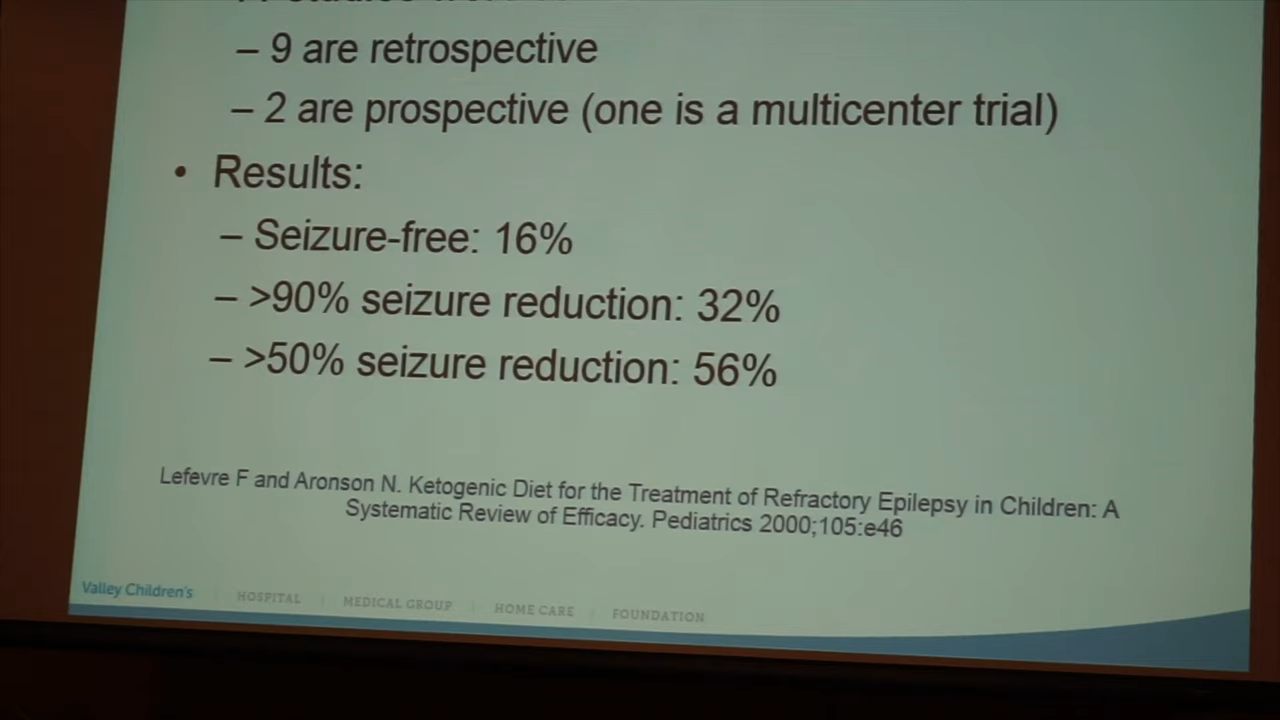 – 9 are retrospective
– 2 are prospective (one is a multicenter trial)
• Results:
– Seizure-free: 16%
– >90% seizure reduction: 32%
– >50% seizure reduction: 56%
Lefevre F and Aronson N. Ketogenic Diet for the Treatment of Refractory Epilepsy in Children: A
Systematic Review of Efficacy. Pediatrics 2000;105:e46
Valley Children's | HOSPITAL | MEDICAL GROUP | HOME CARE | FOUNDATION